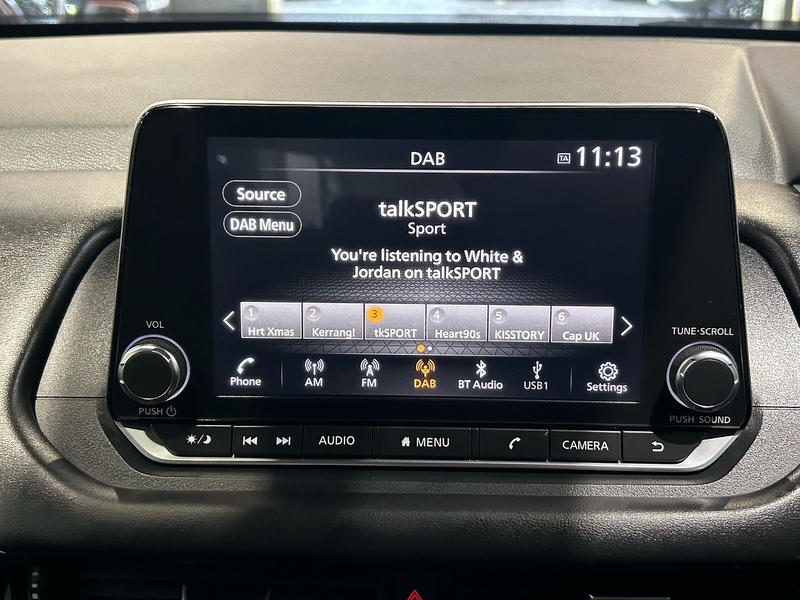 DAB
TA 11:13
Source
talkSPORT
Sport
DAB Menu
You're listening to White &
Jordan on talkSPORT
1 2 3 4 5 6
Hrt Xmas Kerrang! tkSPORT Heart90s KISSTORY Cap UK
VOL
TUNE·SCROLL
Phone AM FM DAB BT Audio USB1 Settings
PUSH
PUSH SOUND
AUDIO MENU CAMERA